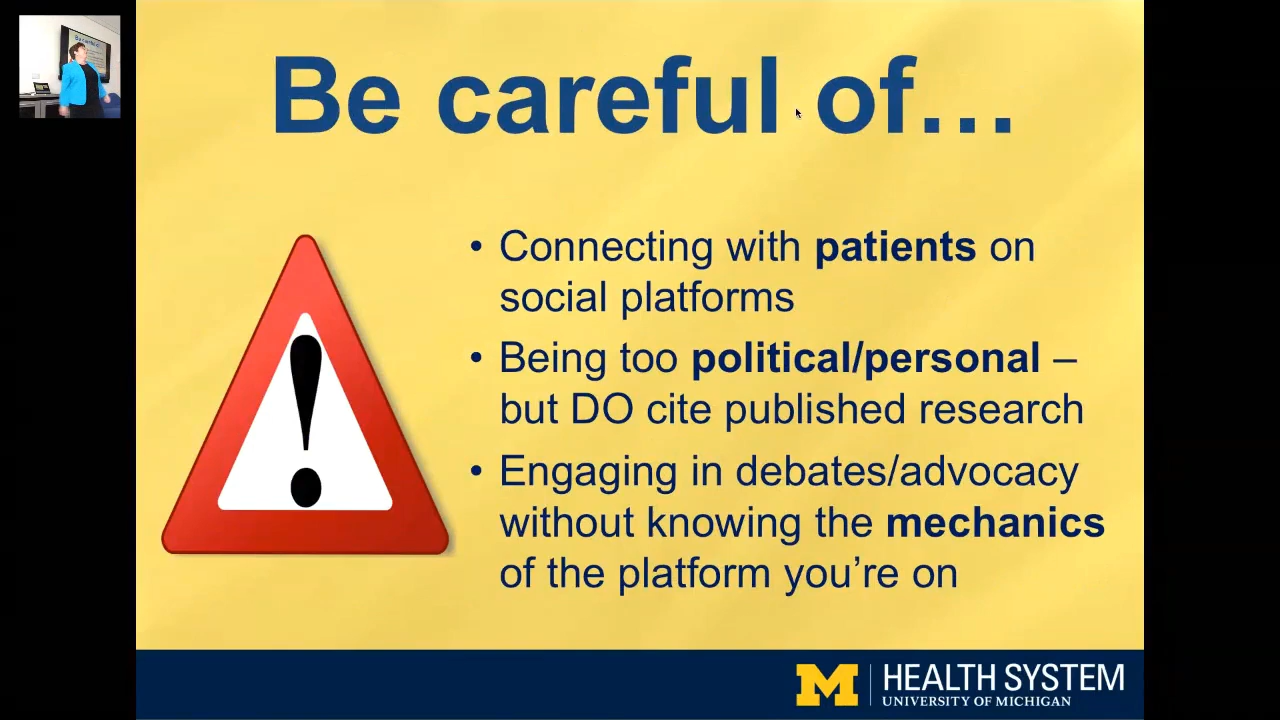 Be careful of…
• Connecting with patients on
social platforms
• Being too political/personal –
but DO cite published research
• Engaging in debates/advocacy
without knowing the mechanics
of the platform you’re on
M HEALTH SYSTEM
UNIVERSITY OF MICHIGAN